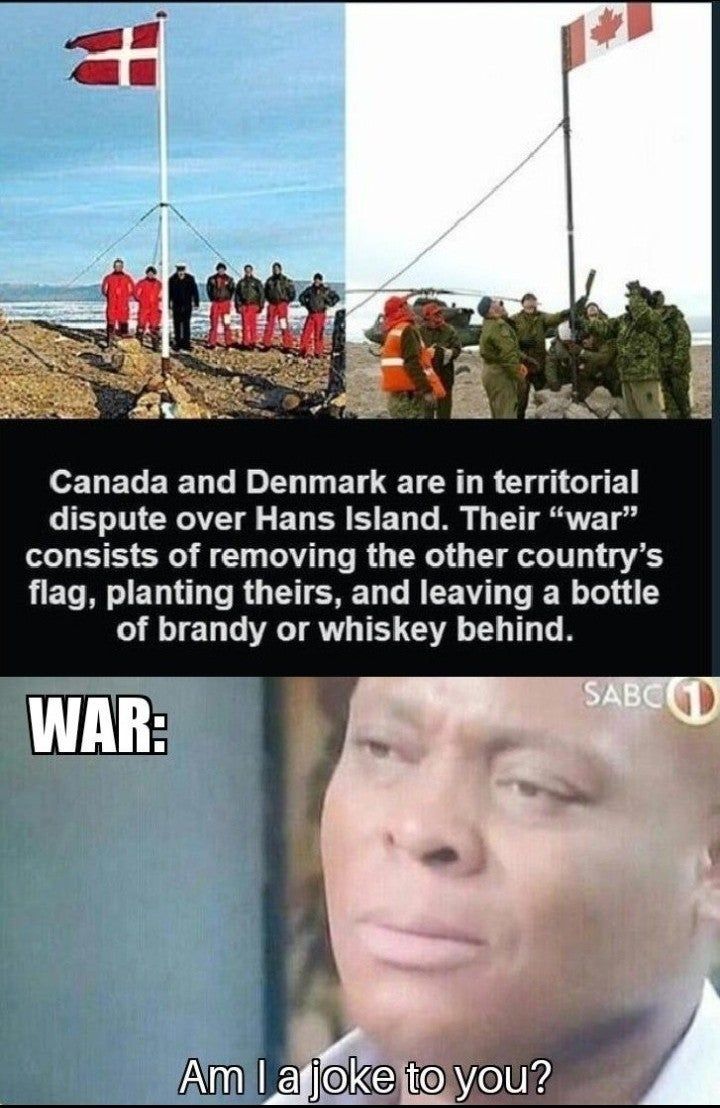 Canada and Denmark are in territorial
dispute over Hans Island. Their “war”
consists of removing the other country’s
flag, planting theirs, and leaving a bottle
of brandy or whiskey behind.
SABC 1
WAR:
Am I a joke to you?